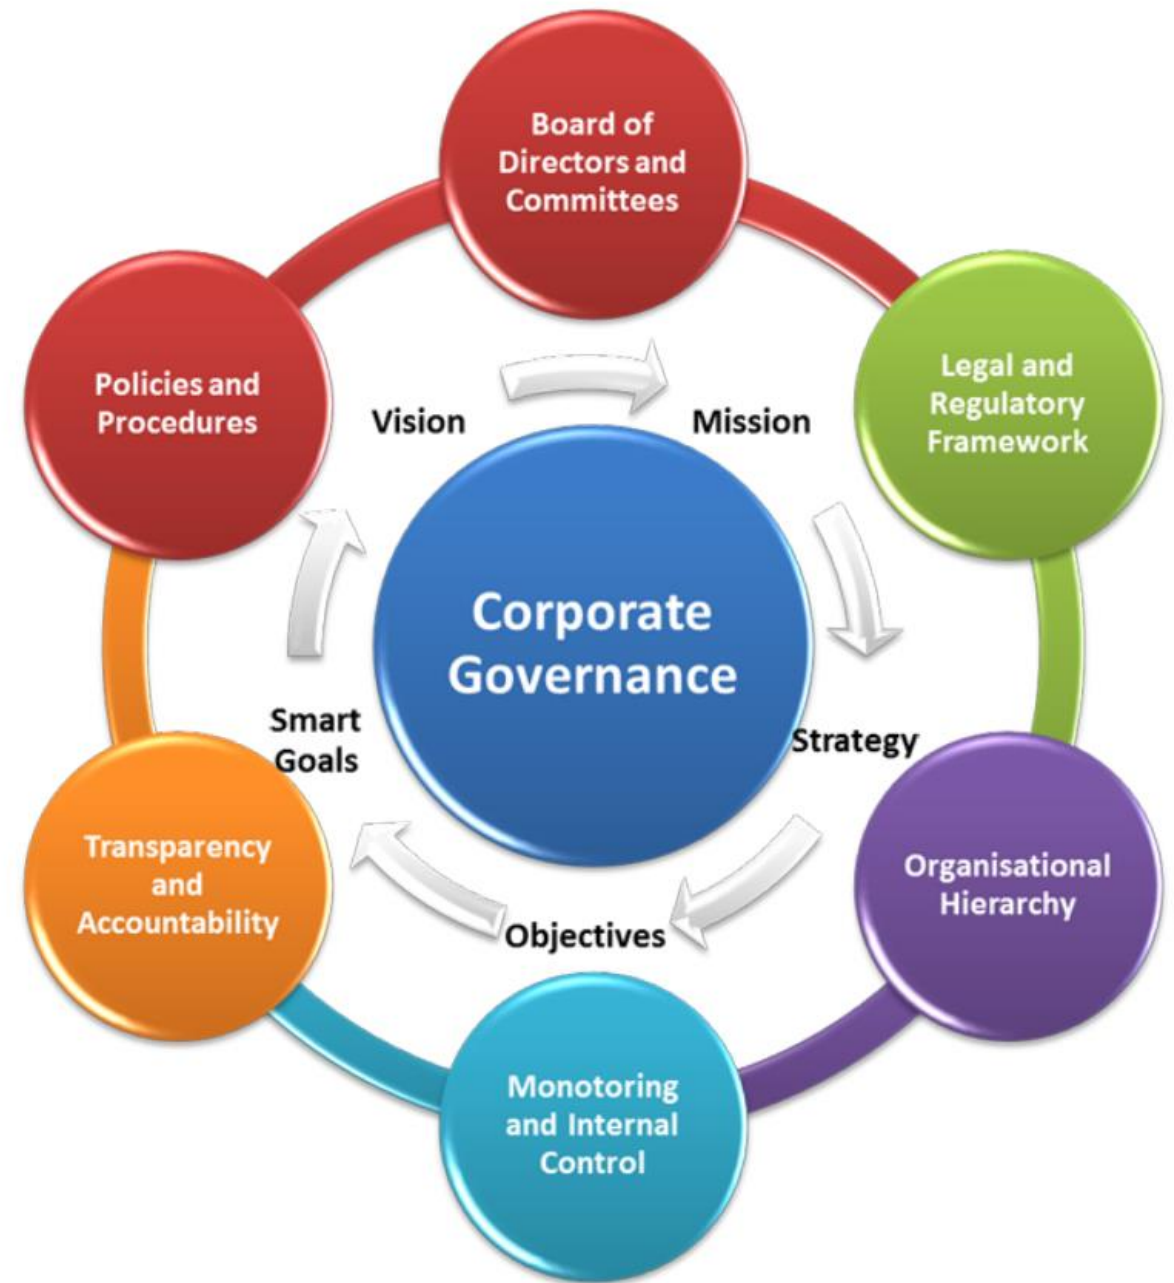 Board of
Directors and
Committees
Legal and
Regulatory
Framework
Organisational
Hierarchy
Monotoring
and Internal
Control
Transparency
and
Accountability
Policies and
Procedures
Vision
Mission
Strategy
Objectives
Smart
Goals
Corporate
Governance